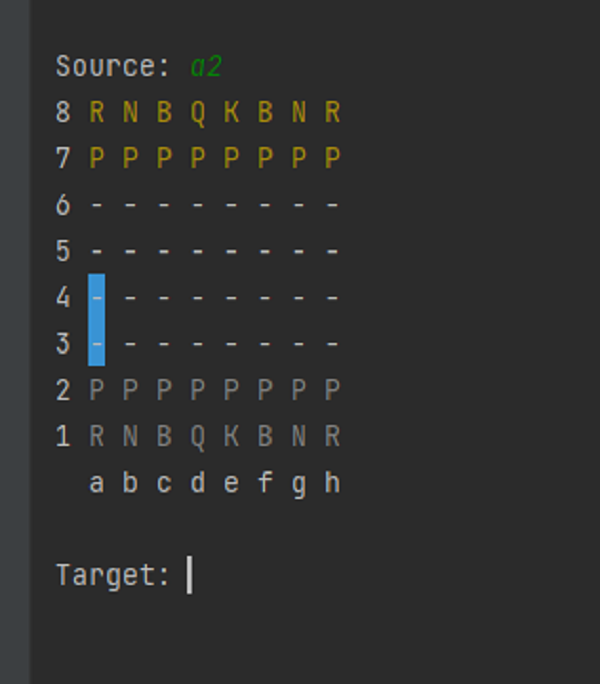 Source: a2
8 R N B Q K B N R
7 P P P P P P P P
6 - - - - - - - -
5 - - - - - - - -
4 - - - - - - - -
3 - - - - - - - -
2 P P P P P P P P
1 R N B Q K B N R
a b c d e f g h
Target: